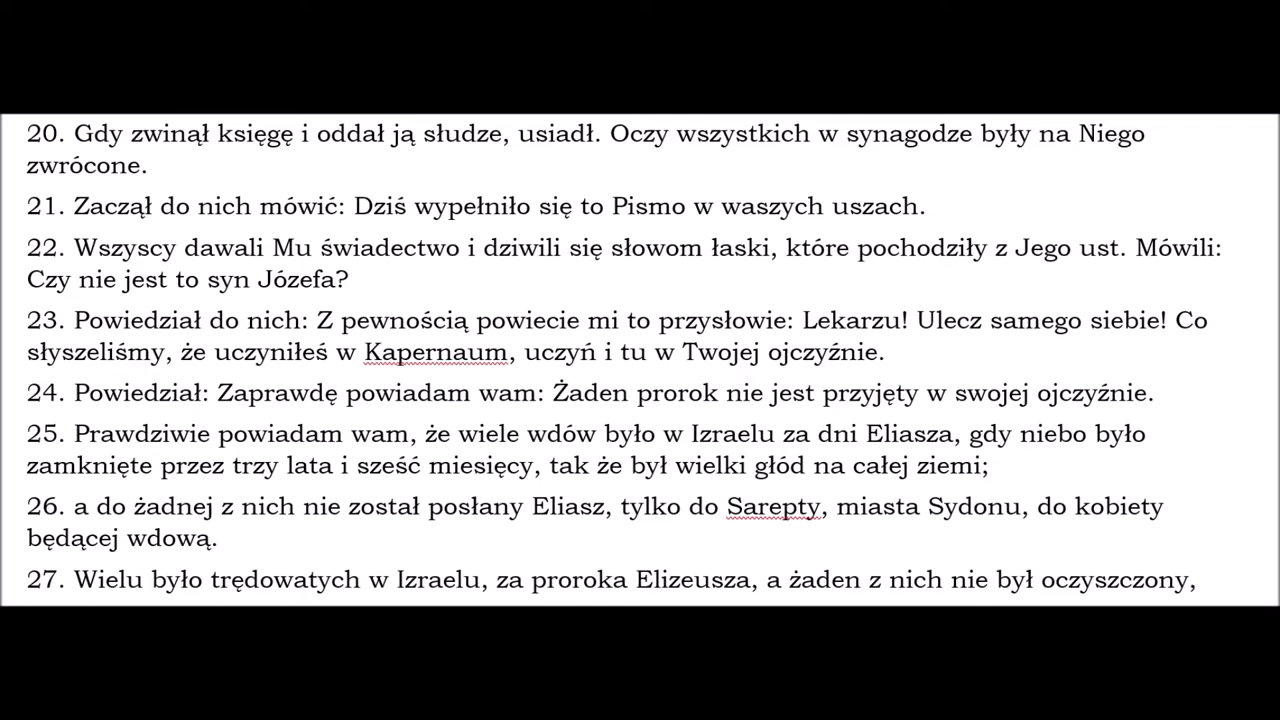 20. Gdy zwinął księgę i oddał ją słudze, usiadł. Oczy wszystkich w synagodze były na Niego
zwrócone.
21. Zaczął do nich mówić: Dziś wypełniło się to Pismo w waszych uszach.
22. Wszyscy dawali Mu świadectwo i dziwili się słowom łaski, które pochodziły z Jego ust. Mówili:
Czy nie jest to syn Józefa?
23. Powiedział do nich: Z pewnością powiecie mi to przysłowie: Lekarzu! Ulecz samego siebie! Co
słyszeliśmy, że uczyniłeś w Kapernaum, uczyń i tu w Twojej ojczyźnie.
24. Powiedział: Zaprawdę powiadam wam: Żaden prorok nie jest przyjęty w swojej ojczyźnie.
25. Prawdziwie powiadam wam, że wiele wdów było w Izraelu za dni Eliasza, gdy niebo było
zamknięte przez trzy lata i sześć miesięcy, tak że był wielki głód na całej ziemi;
26. a do żadnej z nich nie został posłany Eliasz, tylko do Sarepty, miasta Sydonu, do kobiety
będącej wdową.
27. Wielu było trędowatych w Izraelu, za proroka Elizeusza, a żaden z nich nie był oczyszczony,